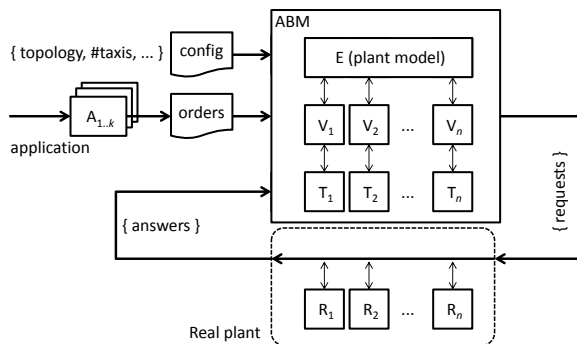 ABM
{ topology, #taxis, ... }
config
E (plant model)
A1..k
orders
V1
V2
...
Vn
application
T1
T2
...
Tn
{ requests }
{ answers }
R1
R2
...
Rn
Real plant